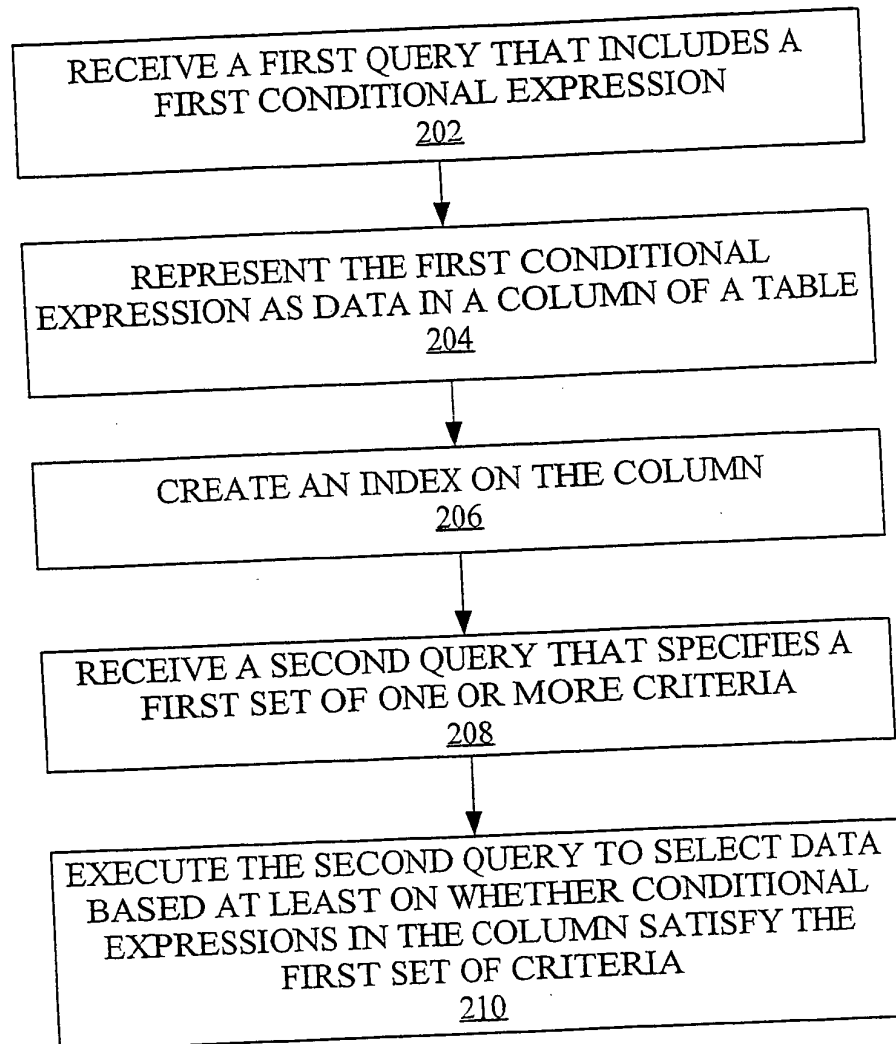 RECEIVE A FIRST QUERY THAT INCLUDES A
FIRST CONDITIONAL EXPRESSION
202
REPRESENT THE FIRST CONDITIONAL
EXPRESSION AS DATA IN A COLUMN OF A TABLE
204
CREATE AN INDEX ON THE COLUMN
206
RECEIVE A SECOND QUERY THAT SPECIFIES A
FIRST SET OF ONE OR MORE CRITERIA
208
EXECUTE THE SECOND QUERY TO SELECT DATA
BASED AT LEAST ON WHETHER CONDITIONAL
EXPRESSIONS IN THE COLUMN SATISFY THE
FIRST SET OF CRITERIA
210